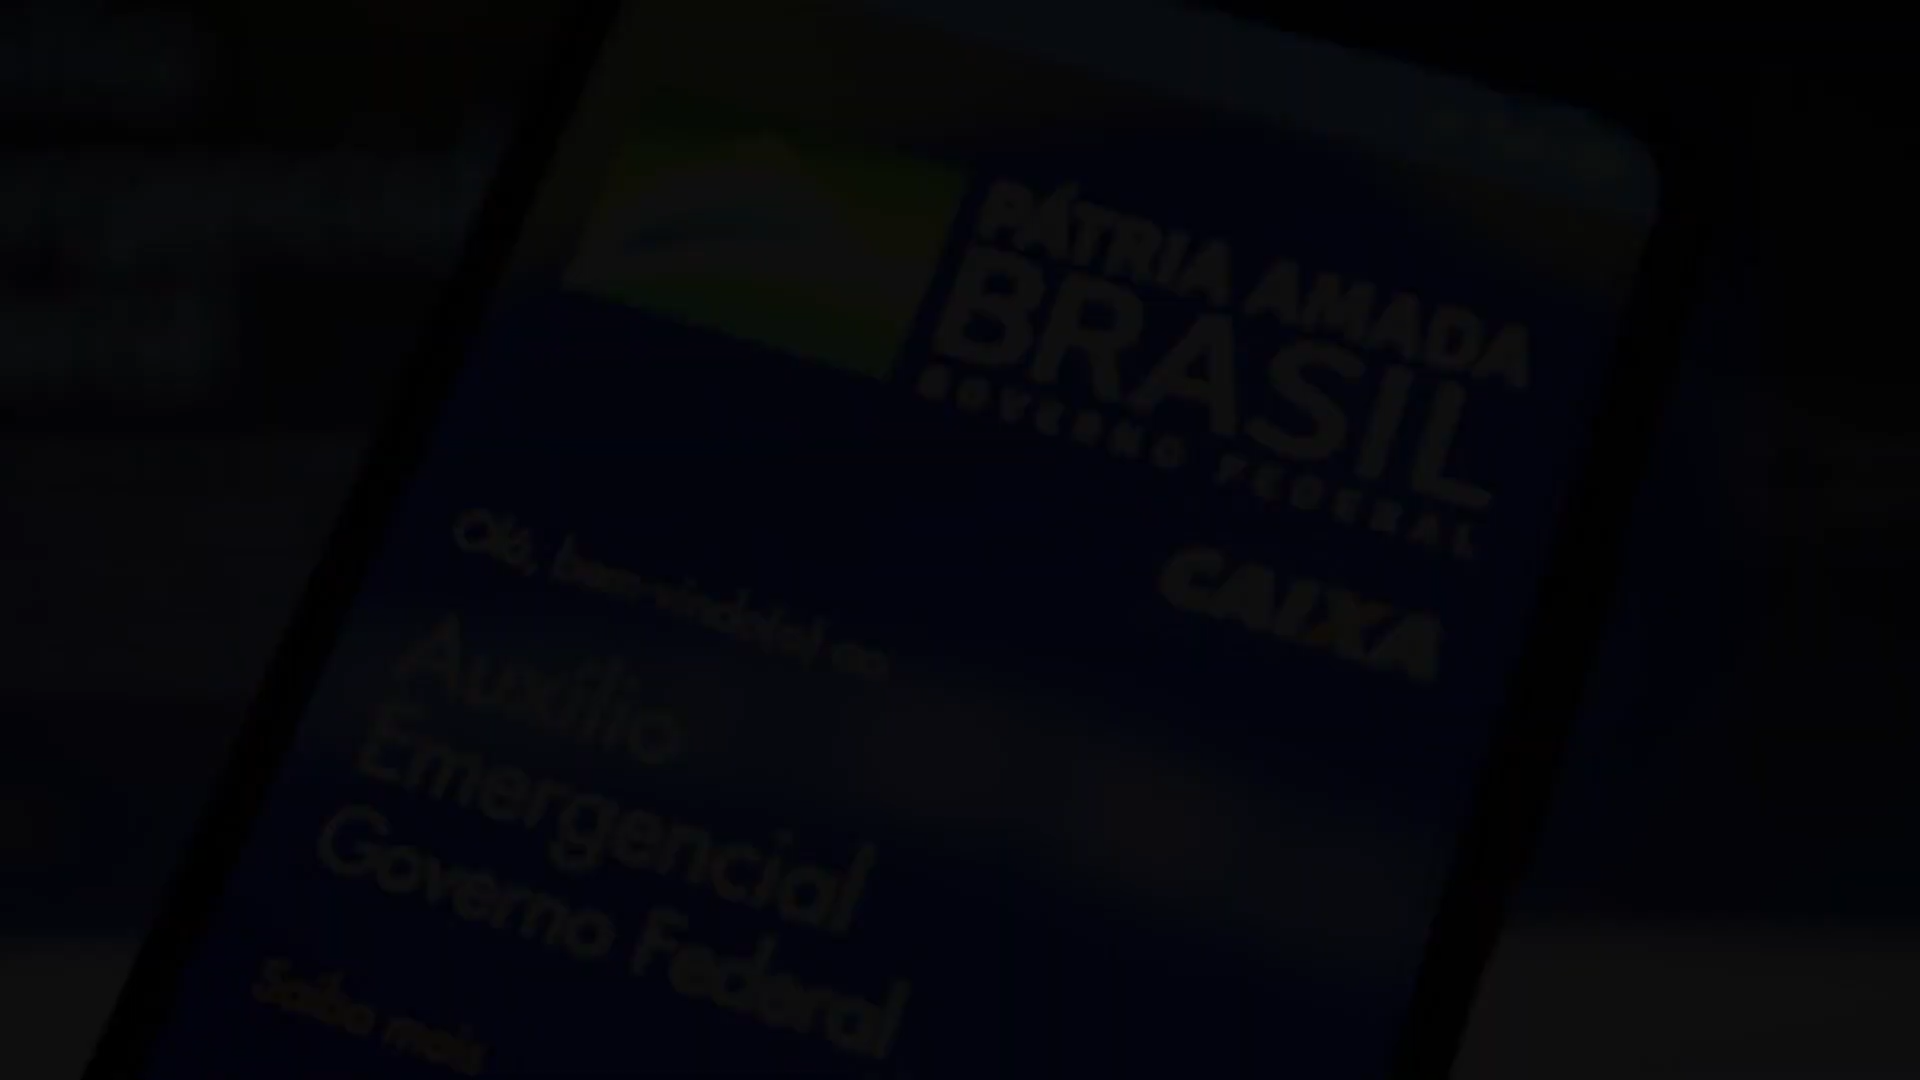 PÁTRIA AMADA
BRASIL
GOVERNO FEDERAL
CAIXA
Olá, bem-vindo(a) ao
Auxílio
Emergencial
Governo Federal
Saiba mais